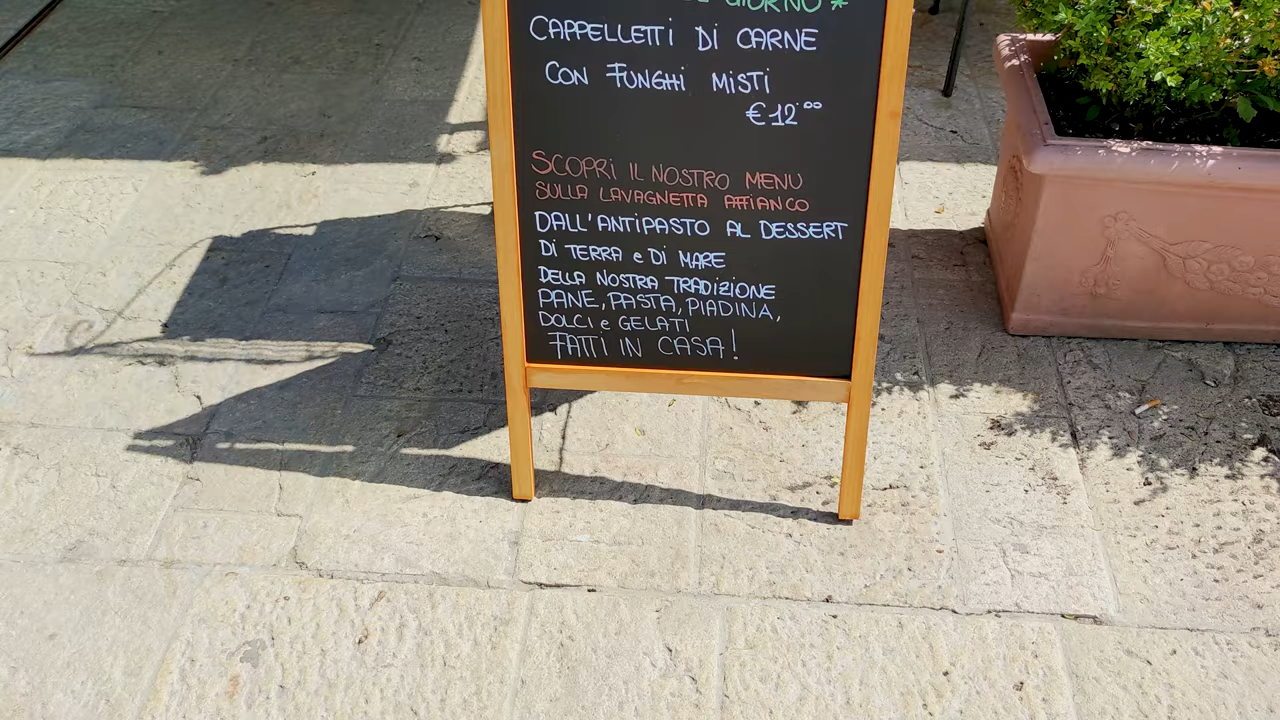 GIORNO *
CAPPELLETTI DI CARNE
CON FUNGHI MISTI
€12.00
SCOPRI IL NOSTRO MENU
SULLA LAVAGNETTA AFFIANCO
DALL'ANTIPASTO AL DESSERT
DI TERRA e DI MARE
DELLA NOSTRA TRADIZIONE
PANE, PASTA, PIADINA,
DOLCI e GELATI
FATTI IN CASA!